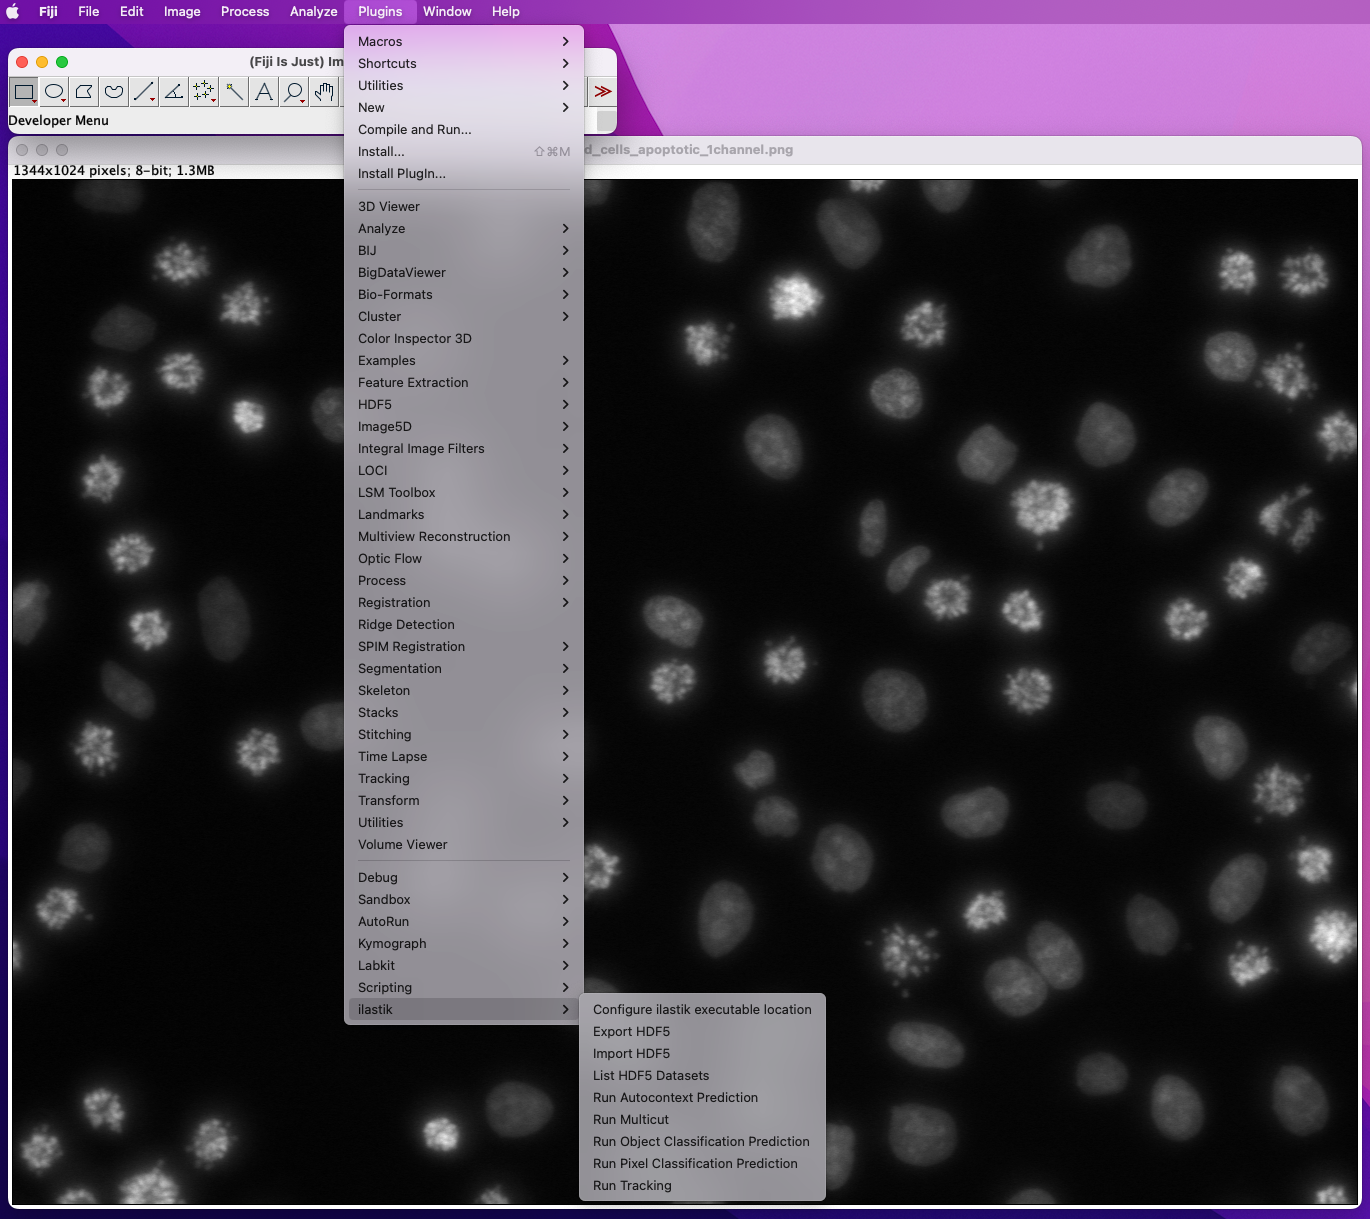 Fiji File Edit Image Process Analyze Plugins Window Help
(Fiji Is Just) Im
Developer Menu
d_cells_apoptotic_1channel.png
1344x1024 pixels; 8-bit; 1.3MB
Macros
Shortcuts
Utilities
New
Compile and Run...
Install... ⇧⌘M
Install PlugIn...
3D Viewer
Analyze
BIJ
BigDataViewer
Bio-Formats
Cluster
Color Inspector 3D
Examples
Feature Extraction
HDF5
Image5D
Integral Image Filters
LOCI
LSM Toolbox
Landmarks
Multiview Reconstruction
Optic Flow
Process
Registration
Ridge Detection
SPIM Registration
Segmentation
Skeleton
Stacks
Stitching
Time Lapse
Tracking
Transform
Utilities
Volume Viewer
Debug
Sandbox
AutoRun
Kymograph
Labkit
Scripting
ilastik
Configure ilastik executable location
Export HDF5
Import HDF5
List HDF5 Datasets
Run Autocontext Prediction
Run Multicut
Run Object Classification Prediction
Run Pixel Classification Prediction
Run Tracking